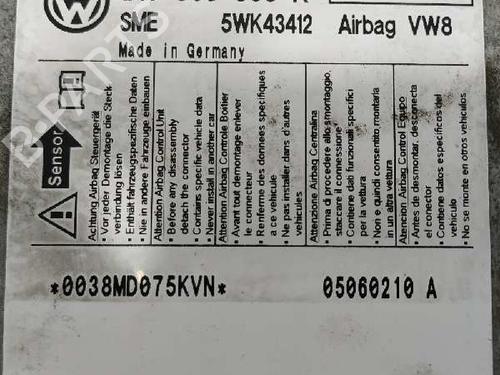 SME 5WK43412 Airbag VW8
Made in Germany
Sensor
Achtung Airbag Steuergerät
• Vor jeder Demontage die Steck
verbindung lösen
• Enthält fahrzeugspezifische Daten
• Nie in andere Fahrzeuge einbauen
Attention Airbag Control Unit
• Before any disassembly
detach the connector
• Contains specific vehicle data
• Never install in another car
Attention Airbag Controle Boitier
• Avant tout demontage enlever
le connecteur
• Renferme des données spécifiques
a ce vehicule
• Ne pas installer dans d'autres
vehicules
Attenzione Airbag Centralina
• Prima di procedere allo smontaggio,
staccare il connessione
• Contiene dati funzionali specifici
per la vettura
• Non e quindi consentito montarla
in un altra vettura
Atencion Airbag Control Equipo
• Antes de desmontar, desconecta
el conector
• Contiene datos específicos del
vehiculo
• No se monte en otros vehiculos
*0038MD075KVN* 05060210 A
B-PARTS